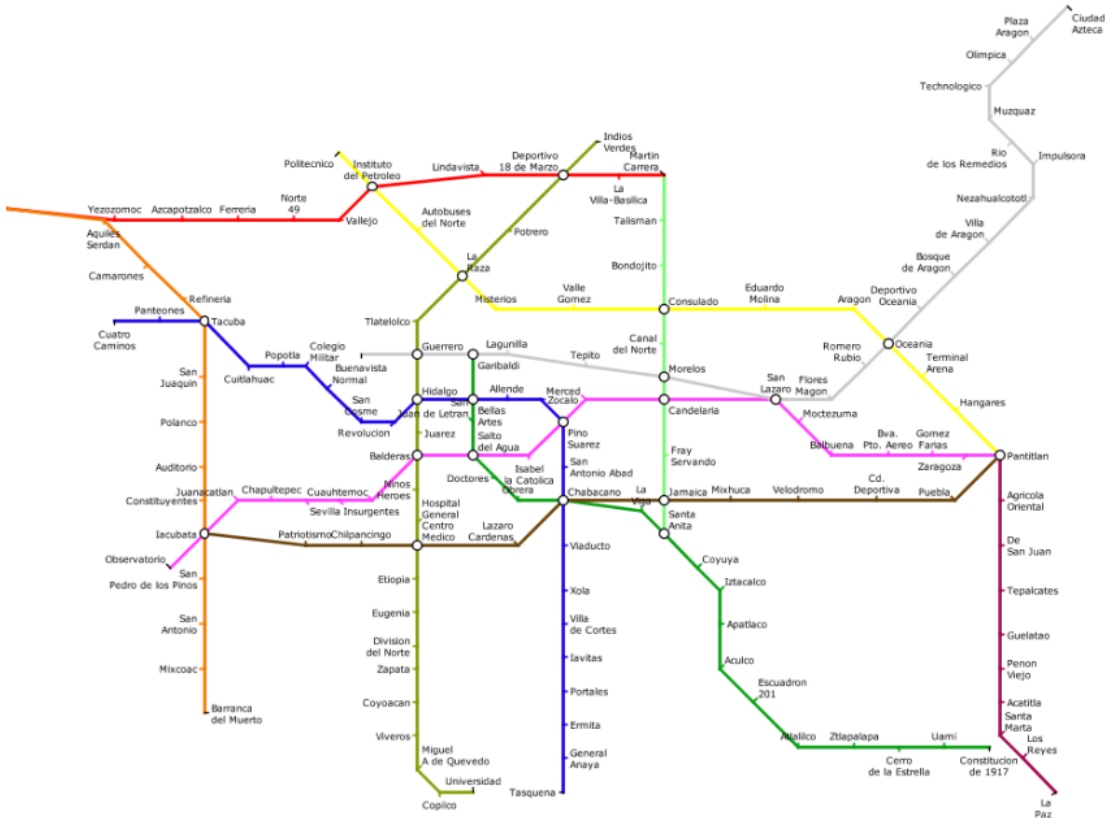 Ciudad
Azteca
Plaza
Aragon
Olimpica
Technologico
Muzquaz
Rio
de los Remedios
Impulsora
Nezahualcototl
Villa
de Aragon
Bosque
de Aragon
Deportivo
Oceania
Oceania
Romero
Rubio
Flores
Magon
San
Lazaro
Morelos
Tepito
Lagunilla
Garibaldi
Guerrero
Buenavista
Politecnico
Instituto
del Petroleo
Lindavista
Deportivo
18 de Marzo
Indios
Verdes
Martin
Carrera
La
Villa-Basilica
Talisman
Bondojito
Consulado
Canal
del Norte
Candelaria
Fray
Servando
Jamaica
Santa
Anita
Yezozomoc
Azcapotzalco
Ferreria
Norte
49
Vallejo
Aquiles
Serdan
Camarones
Refineria
Tacuba
Panteones
Cuatro
Caminos
Cuitlahuac
Popotla
Colegio
Militar
Normal
San
Cosme
Revolucion
Hidalgo
San
Juan de Letran
Bellas
Artes
Allende
Zocalo
Merced
Pino
Suarez
San
Antonio Abad
Chabacano
Viaducto
Xola
Villa
de Cortes
Iavitas
Portales
Ermita
General
Anaya
Tasquena
Autobuses
del Norte
La
Raza
Potrero
Misterios
Valle
Gomez
Eduardo
Molina
Aragon
Terminal
Arena
Hangares
Pantitlan
Tlatelolco
Juarez
Balderas
Ninos
Heroes
Hospital
General
Centro
Medico
Etiopia
Eugenia
Division
del Norte
Zapata
Coyoacan
Viveros
Miguel
A de Quevedo
Copilco
Universidad
San
Juaquin
Polanco
Auditorio
Constituyentes
Iacubata
San
Pedro de los Pinos
San
Antonio
Mixcoac
Barranca
del Muerto
Observatorio
Juanacatlan
Chapultepec
Sevilla
Insurgentes
Cuauhtemoc
Salto
del Agua
Isabel
la Catolica
Doctores
Obrera
La
Viga
Moctezuma
Balbuena
Bva.
Pto. Aereo
Gomez
Farias
Zaragoza
Patriotismo
Chilpancingo
Lazaro
Cardenas
Mixhuca
Velodromo
Cd.
Deportiva
Puebla
Coyuya
Iztacalco
Apatlaco
Aculco
Escuadron
201
Atlalilco
Ztlapalapa
Cerro
de la Estrella
Uami
Constitucion
de 1917
Agricola
Oriental
De
San Juan
Tepalcates
Guelatao
Penon
Viejo
Acatitla
Santa
Marta
Los
Reyes
La
Paz